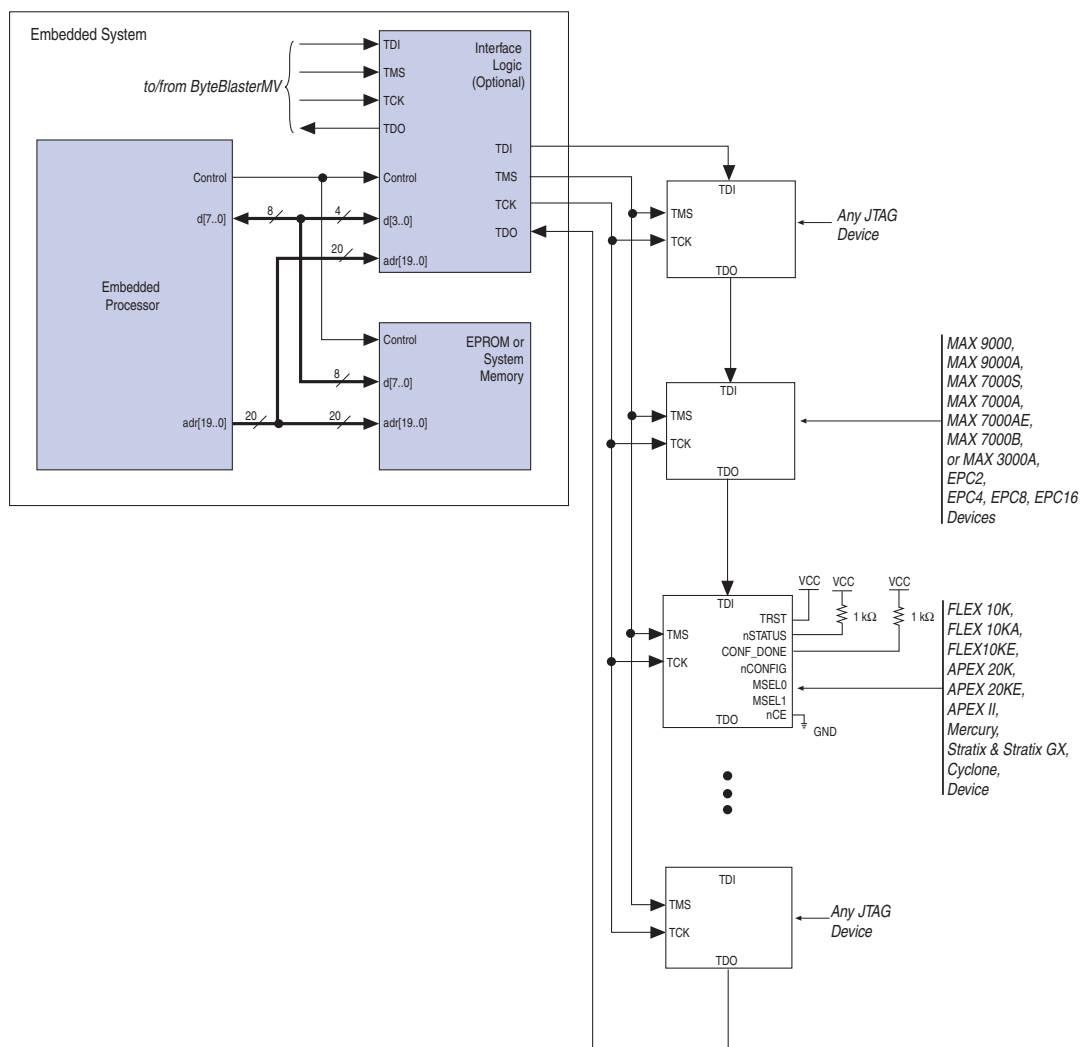 Embedded System
to/from ByteBlasterMV
TDI
TMS
TCK
TDO
Interface
Logic
(Optional)
TDI
TMS
TCK
TDO
Control
d[3..0]
adr[19..0]
Control
d[7..0]
adr[19..0]
Embedded
Processor
8
4
20
8
20
20
Control
d[7..0]
adr[19..0]
EPROM or
System
Memory
TDI
TMS
TCK
TDO
Any JTAG
Device
TDI
TMS
TCK
TDO
MAX 9000,
MAX 9000A,
MAX 7000S,
MAX 7000A,
MAX 7000AE,
MAX 7000B,
or MAX 3000A,
EPC2,
EPC4, EPC8, EPC16
Devices
TDI
TMS
TCK
TDO
TRST
nSTATUS
CONF_DONE
nCONFIG
MSEL0
MSEL1
nCE
VCC
VCC
VCC
1 kΩ
1 kΩ
GND
FLEX 10K,
FLEX 10KA,
FLEX10KE,
APEX 20K,
APEX 20KE,
APEX II,
Mercury,
Stratix & Stratix GX,
Cyclone,
Device
TDI
TMS
TCK
TDO
Any JTAG
Device